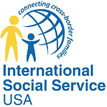 connecting cross-border families
International
Social Service
USA